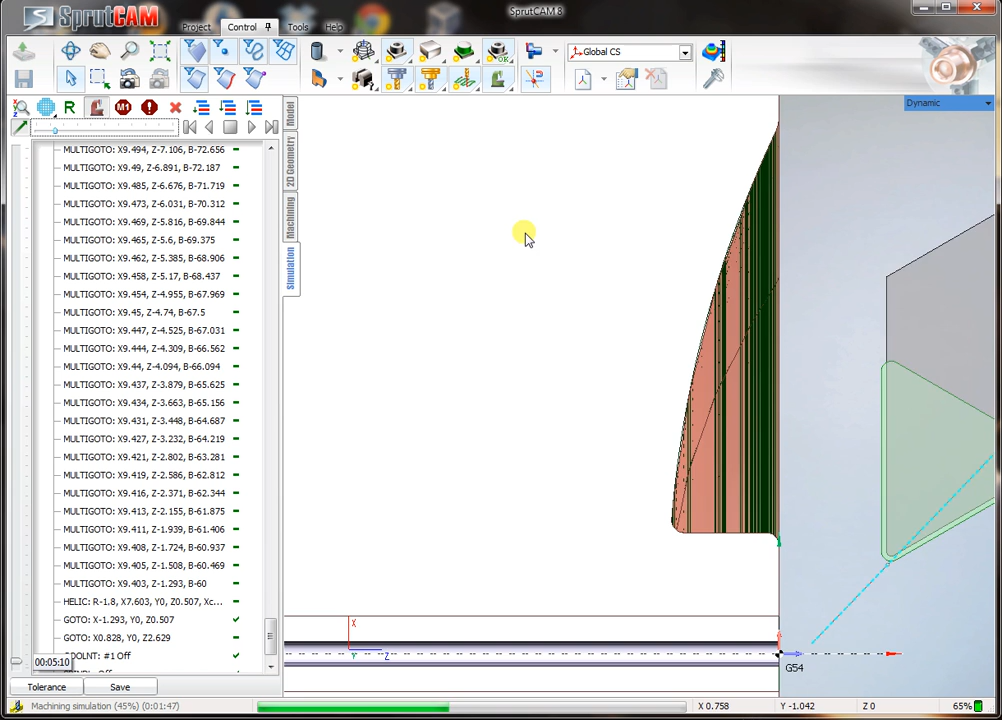 SprutCAM
SprutCAM 8
Project
Control
Tools
Help
Global CS
R
M1
OK
Dynamic
Model
2D Geometry
Machining
Simulation
MULTIGOTO: X9.494, Z-7.106, B-72.656
MULTIGOTO: X9.49, Z-6.891, B-72.187
MULTIGOTO: X9.485, Z-6.676, B-71.719
MULTIGOTO: X9.473, Z-6.031, B-70.312
MULTIGOTO: X9.469, Z-5.816, B-69.844
MULTIGOTO: X9.465, Z-5.6, B-69.375
MULTIGOTO: X9.462, Z-5.385, B-68.906
MULTIGOTO: X9.458, Z-5.17, B-68.437
MULTIGOTO: X9.454, Z-4.955, B-67.969
MULTIGOTO: X9.45, Z-4.74, B-67.5
MULTIGOTO: X9.447, Z-4.525, B-67.031
MULTIGOTO: X9.444, Z-4.309, B-66.562
MULTIGOTO: X9.44, Z-4.094, B-66.094
MULTIGOTO: X9.437, Z-3.879, B-65.625
MULTIGOTO: X9.434, Z-3.663, B-65.156
MULTIGOTO: X9.431, Z-3.448, B-64.687
MULTIGOTO: X9.427, Z-3.232, B-64.219
MULTIGOTO: X9.421, Z-2.802, B-63.281
MULTIGOTO: X9.419, Z-2.586, B-62.812
MULTIGOTO: X9.416, Z-2.371, B-62.344
MULTIGOTO: X9.413, Z-2.155, B-61.875
MULTIGOTO: X9.411, Z-1.939, B-61.406
MULTIGOTO: X9.408, Z-1.724, B-60.937
MULTIGOTO: X9.405, Z-1.508, B-60.469
MULTIGOTO: X9.403, Z-1.293, B-60
HELIC: R-1.8, X7.603, Y0, Z0.507, Xc...
GOTO: X-1.293, Y0, Z0.507
GOTO: X0.828, Y0, Z2.629
OOLNT: #1 Off
00:05:10
X
Y
Z
G54
Tolerance
Save
Machining simulation (45%) (0:01:47)
X 0.758
Y -1.042
Z 0
65%